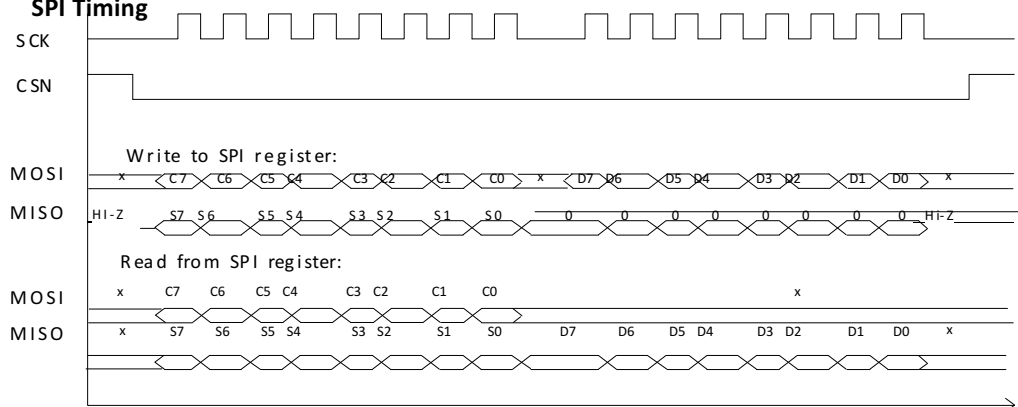 SPI Timing
SCK
CSN
Write to SPI register:
MOSI x C7 C6 C5 C4 C3 C2 C1 C0 x D7 D6 D5 D4 D3 D2 D1 D0 x
MISO HI-Z S7 S6 S5 S4 S3 S2 S1 S0 0 0 0 0 0 0 0 0 Hi-Z
Read from SPI register:
MOSI x C7 C6 C5 C4 C3 C2 C1 C0 x
MISO x S7 S6 S5 S4 S3 S2 S1 S0 D7 D6 D5 D4 D3 D2 D1 D0 x